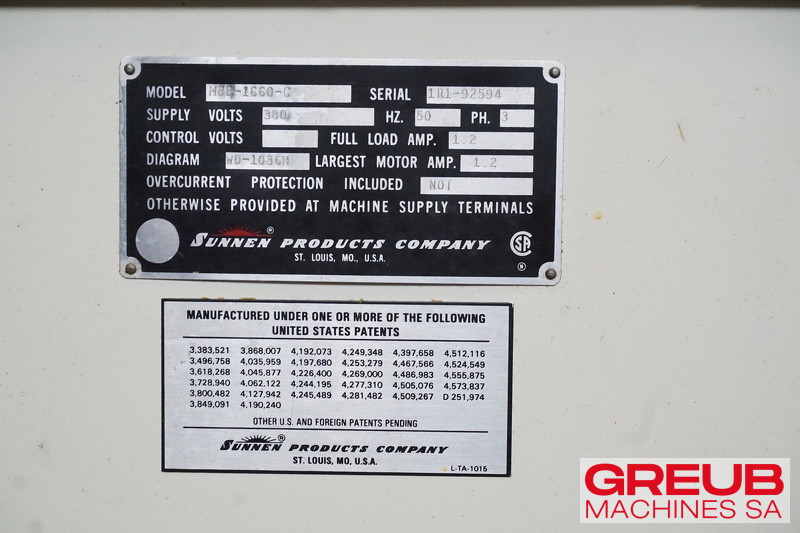 MODEL MBB-1660-G SERIAL 1R1-92594
SUPPLY VOLTS 380 HZ. 50 PH. 3
CONTROL VOLTS FULL LOAD AMP. 1.2
DIAGRAM WD-1036H LARGEST MOTOR AMP. 1.2
OVERCURRENT PROTECTION INCLUDED NOT
OTHERWISE PROVIDED AT MACHINE SUPPLY TERMINALS
SUNNEN ® PRODUCTS COMPANY
ST. LOUIS, MO., U.S.A.
SA
®
MANUFACTURED UNDER ONE OR MORE OF THE FOLLOWING
UNITED STATES PATENTS
3,383,521 3,868,007 4,192,073 4,249,348 4,397,658 4,512,116
3,496,758 4,035,959 4,197,680 4,253,279 4,467,566 4,524,549
3,618,268 4,045,877 4,226,400 4,269,000 4,486,983 4,555,875
3,728,940 4,062,122 4,244,195 4,277,310 4,505,076 4,573,837
3,800,482 4,127,942 4,245,489 4,281,482 4,509,267 D 251,974
3,849,091 4,190,240
OTHER U.S. AND FOREIGN PATENTS PENDING
SUNNEN ® PRODUCTS COMPANY
ST. LOUIS, MO, U.S.A.
L-TA-1015
GREUB
MACHINES SA